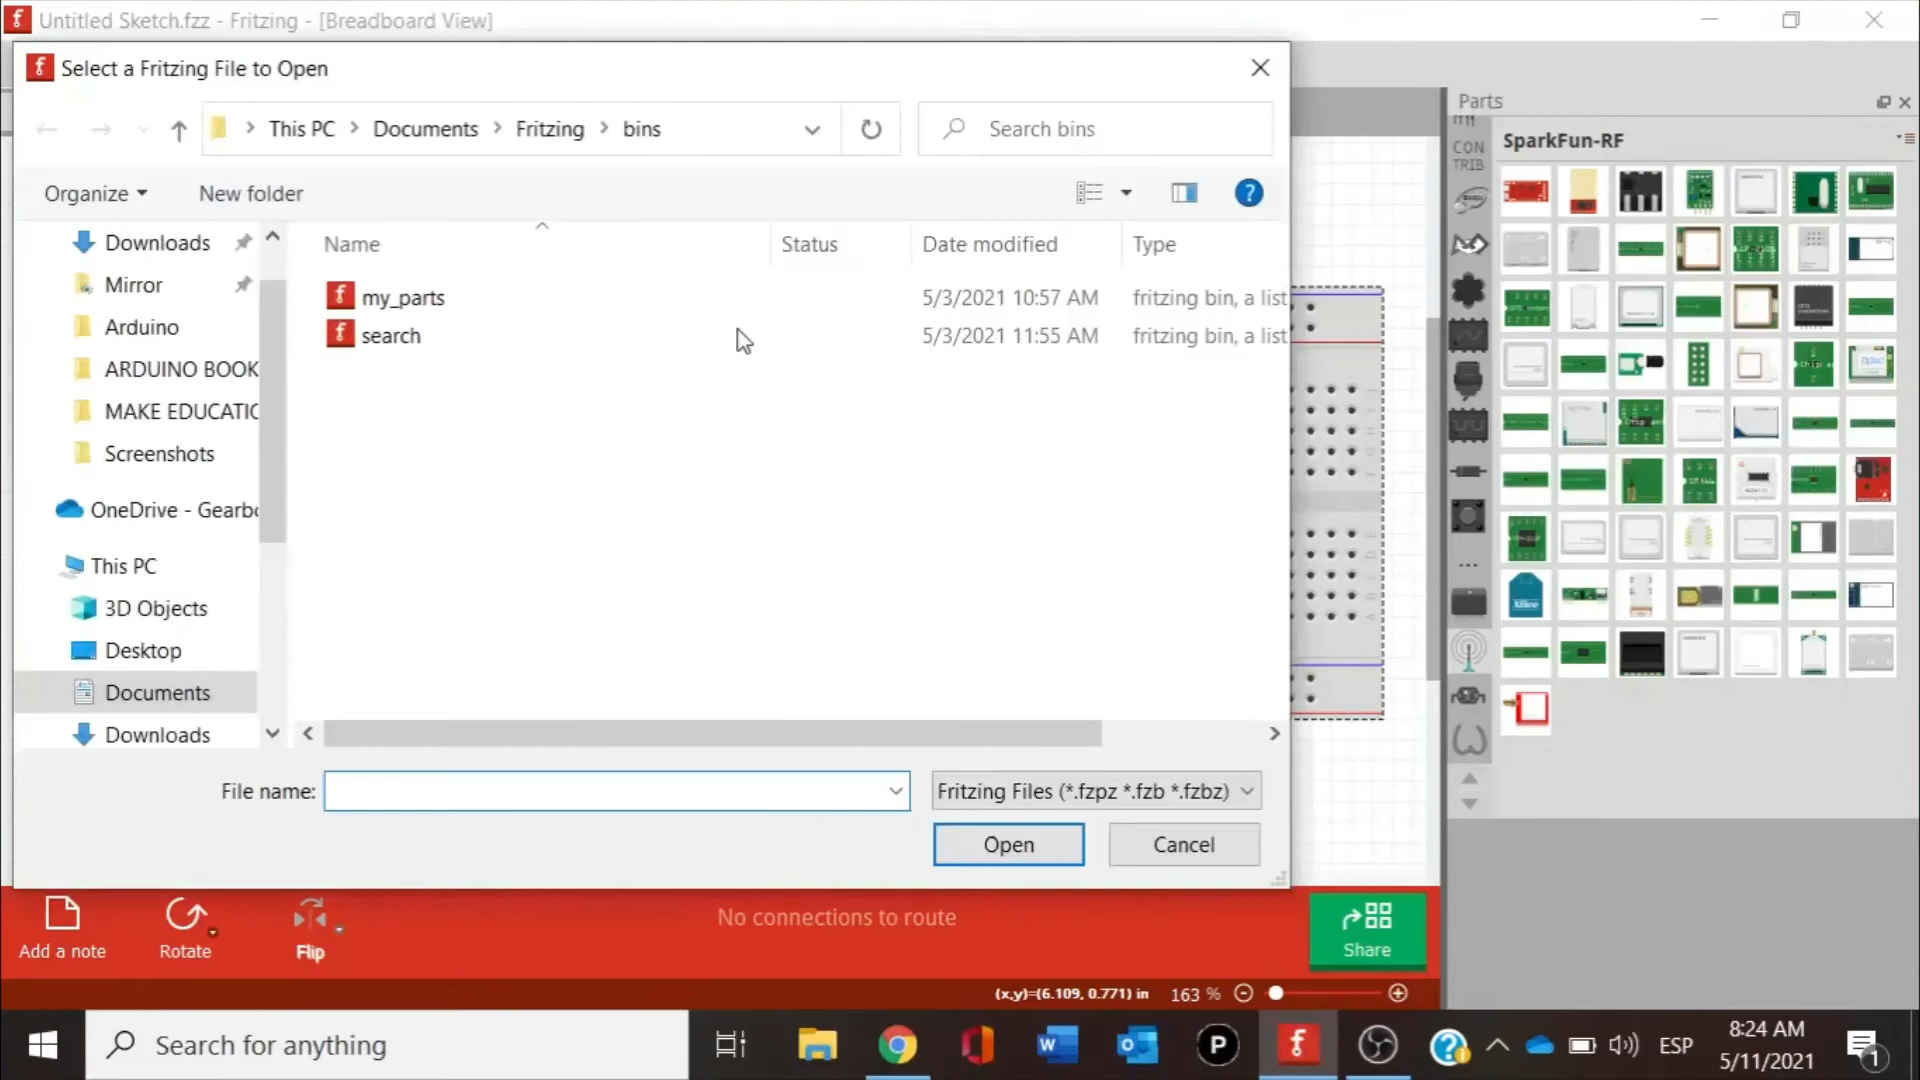 Untitled Sketch.fzz - Fritzing - [Breadboard View]
Select a Fritzing File to Open
This PC > Documents > Fritzing > bins
Search bins
Organize
New folder
Name
Status
Date modified
Type
my_parts
5/3/2021 10:57 AM
fritzing bin, a list
search
5/3/2021 11:55 AM
fritzing bin, a list
Downloads
Mirror
Arduino
ARDUINO BOOK
MAKE EDUCATIC
Screenshots
OneDrive - Gearbo
This PC
3D Objects
Desktop
Documents
Downloads
File name:
Fritzing Files (*.fzpz *.fzb *.fzbz)
Open
Cancel
Parts
CON
TRIB
SparkFun-RF
Add a note
Rotate
Flip
No connections to route
Share
(x,y)=(6.109, 0.771) in
163 %
Search for anything
ESP
8:24 AM
5/11/2021
1